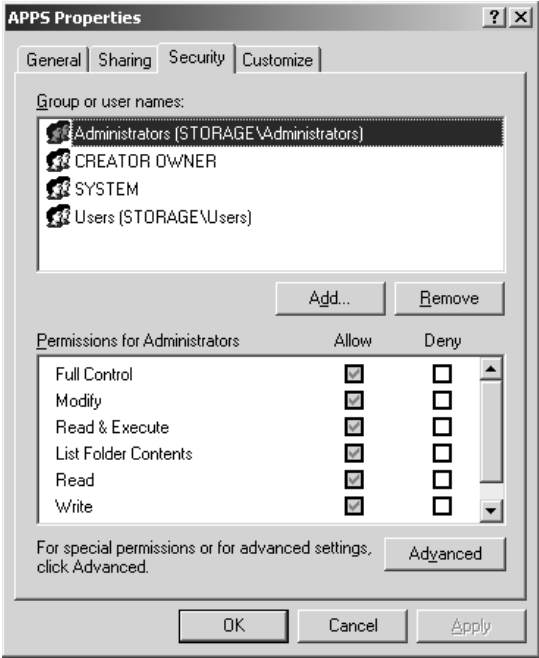 APPS Properties
General Sharing Security Customize
Group or user names:
Administrators (STORAGE\Administrators)
CREATOR OWNER
SYSTEM
Users (STORAGE\Users)
Add... Remove
Permissions for Administrators Allow Deny
Full Control
Modify
Read & Execute
List Folder Contents
Read
Write
For special permissions or for advanced settings, Advanced
click Advanced.
OK Cancel Apply